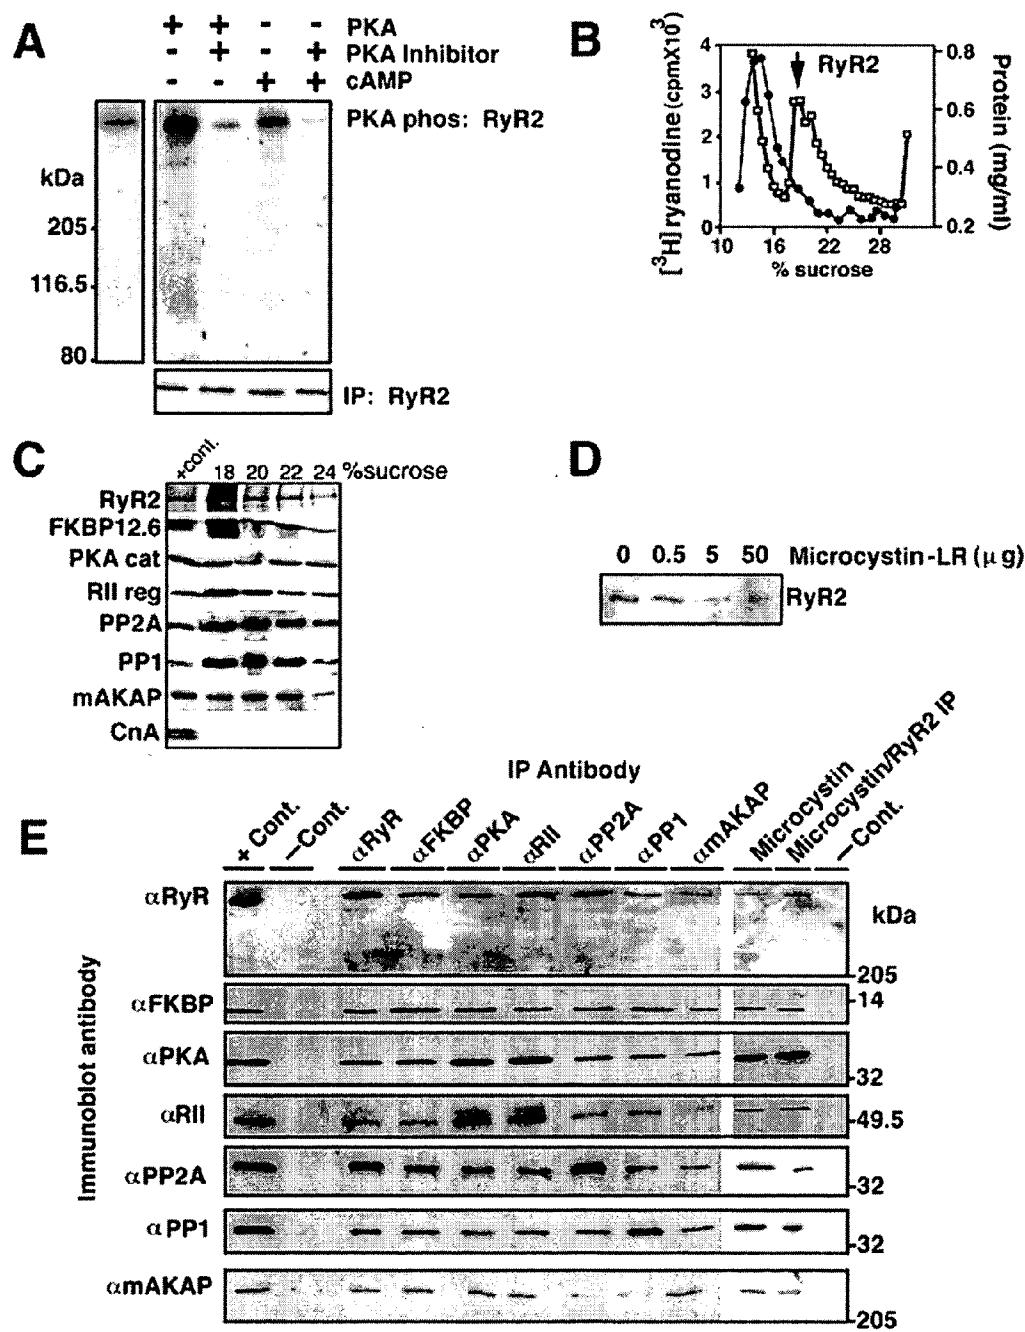 A
+ + - - PKA
- + - + PKA Inhibitor
- - + + cAMP
PKA phos: RyR2
kDa
205
116.5
80
IP: RyR2
B
[³H] ryanodine (cpmX10³)
4
3
2
1
0
RyR2
0.8
0.6
0.4
0.2
Protein (mg/ml)
10 16 22 28
% sucrose
C
+cont. 18 20 22 24 %sucrose
RyR2
FKBP12.6
PKA cat
RII reg
PP2A
PP1
mAKAP
CnA
D
0 0.5 5 50 Microcystin-LR (μg)
RyR2
E
IP Antibody
+ Cont. —Cont. αRyR αFKBP αPKA αRII αPP2A αPP1 αmAKAP Microcystin Microcystin/RyR2 IP —Cont.
Immunoblot antibody
αRyR
kDa
205
αFKBP
14
αPKA
32
αRII
49.5
αPP2A
32
αPP1
32
αmAKAP
205